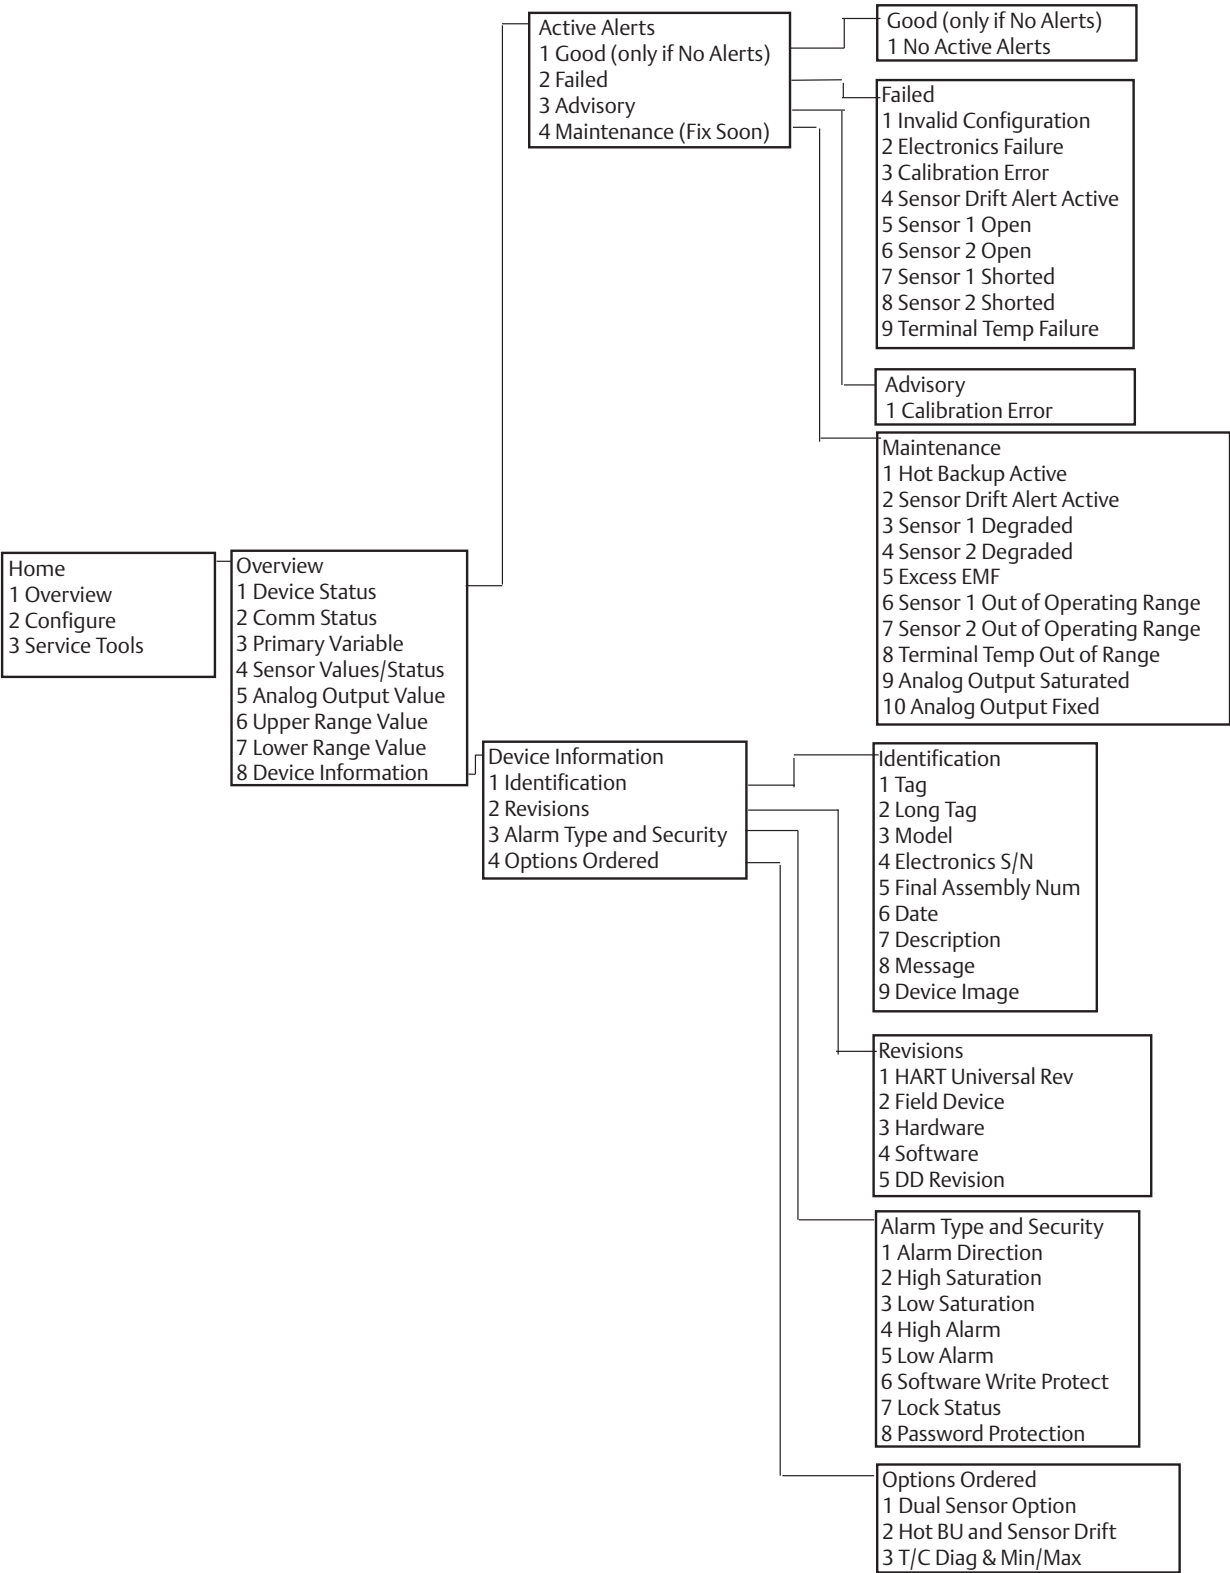 Home
1 Overview
2 Configure
3 Service Tools
Overview
1 Device Status
2 Comm Status
3 Primary Variable
4 Sensor Values/Status
5 Analog Output Value
6 Upper Range Value
7 Lower Range Value
8 Device Information
Active Alerts
1 Good (only if No Alerts)
2 Failed
3 Advisory
4 Maintenance (Fix Soon)
Good (only if No Alerts)
1 No Active Alerts
Failed
1 Invalid Configuration
2 Electronics Failure
3 Calibration Error
4 Sensor Drift Alert Active
5 Sensor 1 Open
6 Sensor 2 Open
7 Sensor 1 Shorted
8 Sensor 2 Shorted
9 Terminal Temp Failure
Advisory
1 Calibration Error
Maintenance
1 Hot Backup Active
2 Sensor Drift Alert Active
3 Sensor 1 Degraded
4 Sensor 2 Degraded
5 Excess EMF
6 Sensor 1 Out of Operating Range
7 Sensor 2 Out of Operating Range
8 Terminal Temp Out of Range
9 Analog Output Saturated
10 Analog Output Fixed
Device Information
1 Identification
2 Revisions
3 Alarm Type and Security
4 Options Ordered
Identification
1 Tag
2 Long Tag
3 Model
4 Electronics S/N
5 Final Assembly Num
6 Date
7 Description
8 Message
9 Device Image
Revisions
1 HART Universal Rev
2 Field Device
3 Hardware
4 Software
5 DD Revision
Alarm Type and Security
1 Alarm Direction
2 High Saturation
3 Low Saturation
4 High Alarm
5 Low Alarm
6 Software Write Protect
7 Lock Status
8 Password Protection
Options Ordered
1 Dual Sensor Option
2 Hot BU and Sensor Drift
3 T/C Diag & Min/Max